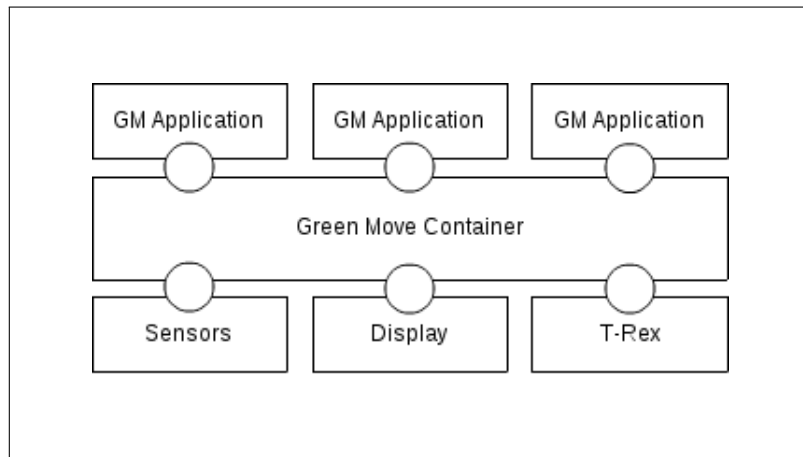 GM Application
GM Application
GM Application
Green Move Container
Sensors
Display
T-Rex